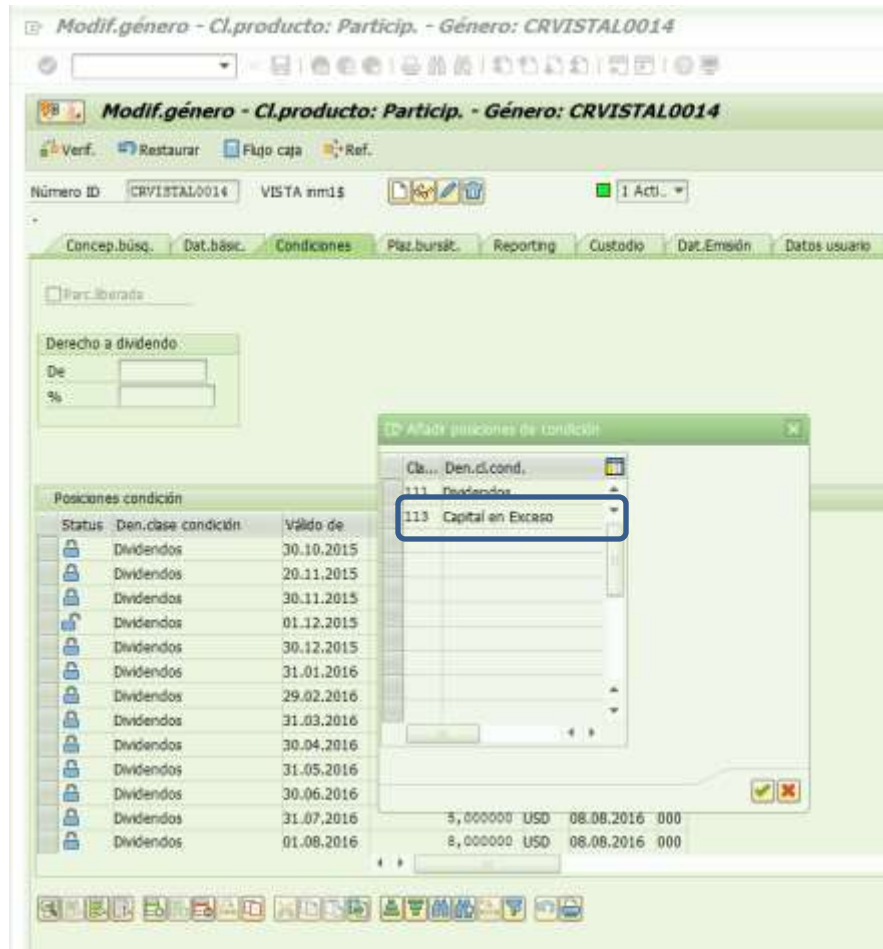 Modif.género - Cl.producto: Particip. - Género: CRVISTAL0014
Modif.género - Cl.producto: Particip. - Género: CRVISTAL0014
Verif. Restaurar Flujo caja Ref.
Número ID CRVISTAL0014 VISTA mm1$ 1 Acti..
Concep.búsq. Dat.básic. Condiciones Plaz.bursát. Reporting Custodio Dat.Emisión Datos usuario
Parc.liberada
Derecho a dividendo
De
%
Añadir posiciones de condición
Cla... Den.cl.cond.
111 Dividendos
113 Capital en Exceso
Posiciones condición
Status Den.clase condición Válido de
Dividendos 30.10.2015
Dividendos 20.11.2015
Dividendos 30.11.2015
Dividendos 01.12.2015
Dividendos 30.12.2015
Dividendos 31.01.2016
Dividendos 29.02.2016
Dividendos 31.03.2016
Dividendos 30.04.2016
Dividendos 31.05.2016
Dividendos 30.06.2016
Dividendos 31.07.2016 5,000000 USD 08.08.2016 000
Dividendos 01.08.2016 8,000000 USD 08.08.2016 000